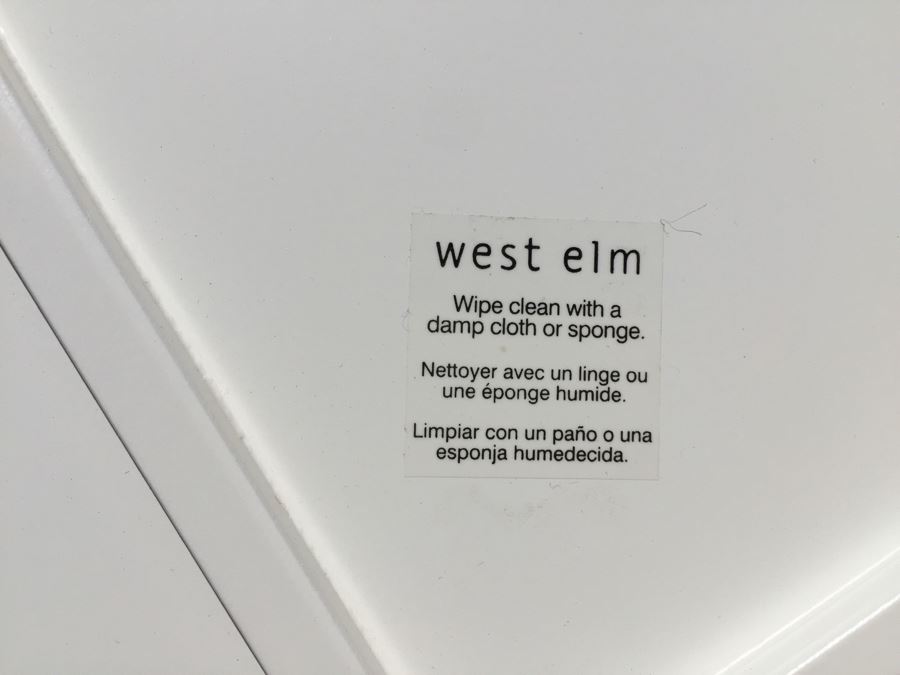 west elm
Wipe clean with a
damp cloth or sponge.
Nettoyer avec un linge ou
une éponge humide.
Limpiar con un paño o una
esponja humedecida.